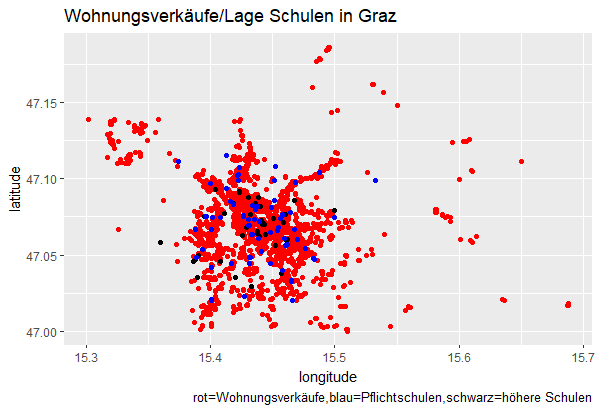 Wohnungsverkäufe/Lage Schulen in Graz
latitude
47.15
47.10
47.05
47.00
15.3 15.4 15.5 15.6 15.7
longitude
rot=Wohnungsverkäufe,blau=Pflichtschulen,schwarz=höhere Schulen